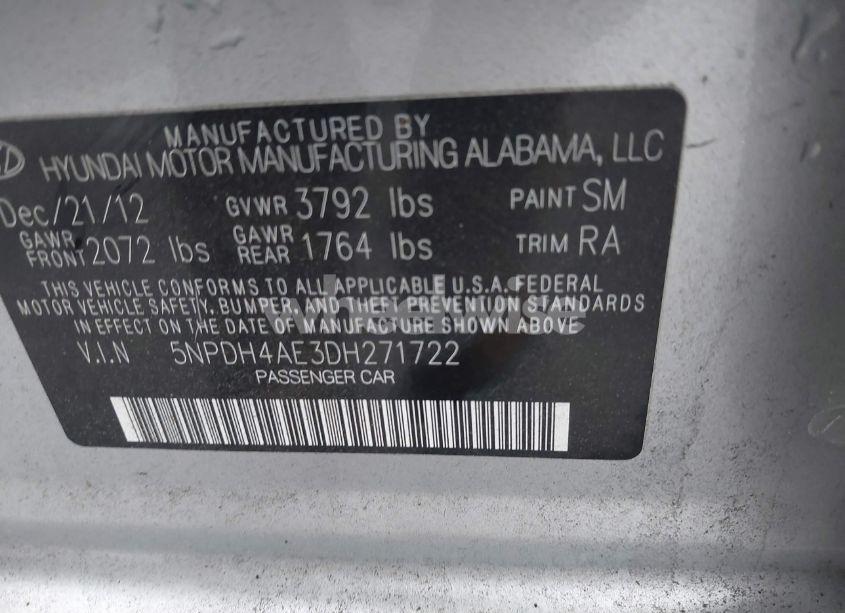 MANUFACTURED BY
HYUNDAI MOTOR MANUFACTURING ALABAMA, LLC
Dec/21/12 GVWR 3792 lbs PAINT SM
GAWR FRONT 2072 lbs GAWR REAR 1764 lbs TRIM RA
THIS VEHICLE CONFORMS TO ALL APPLICABLE U.S.A. FEDERAL
MOTOR VEHICLE SAFETY, BUMPER, AND THEFT PREVENTION STANDARDS
IN EFFECT ON THE DATE OF MANUFACTURE SHOWN ABOVE
V.I.N 5NPDH4AE3DH271722
PASSENGER CAR
wheelwise